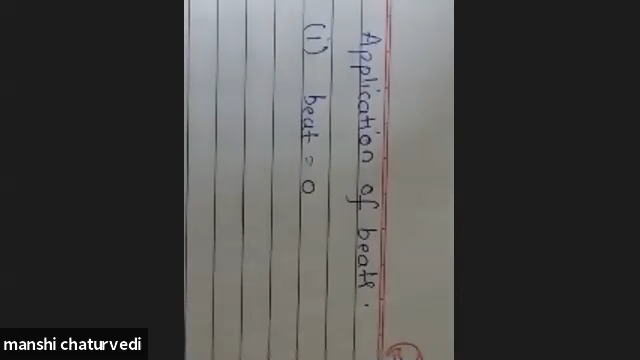 Application of beats.
(i) beat = 0
manshi chaturvedi